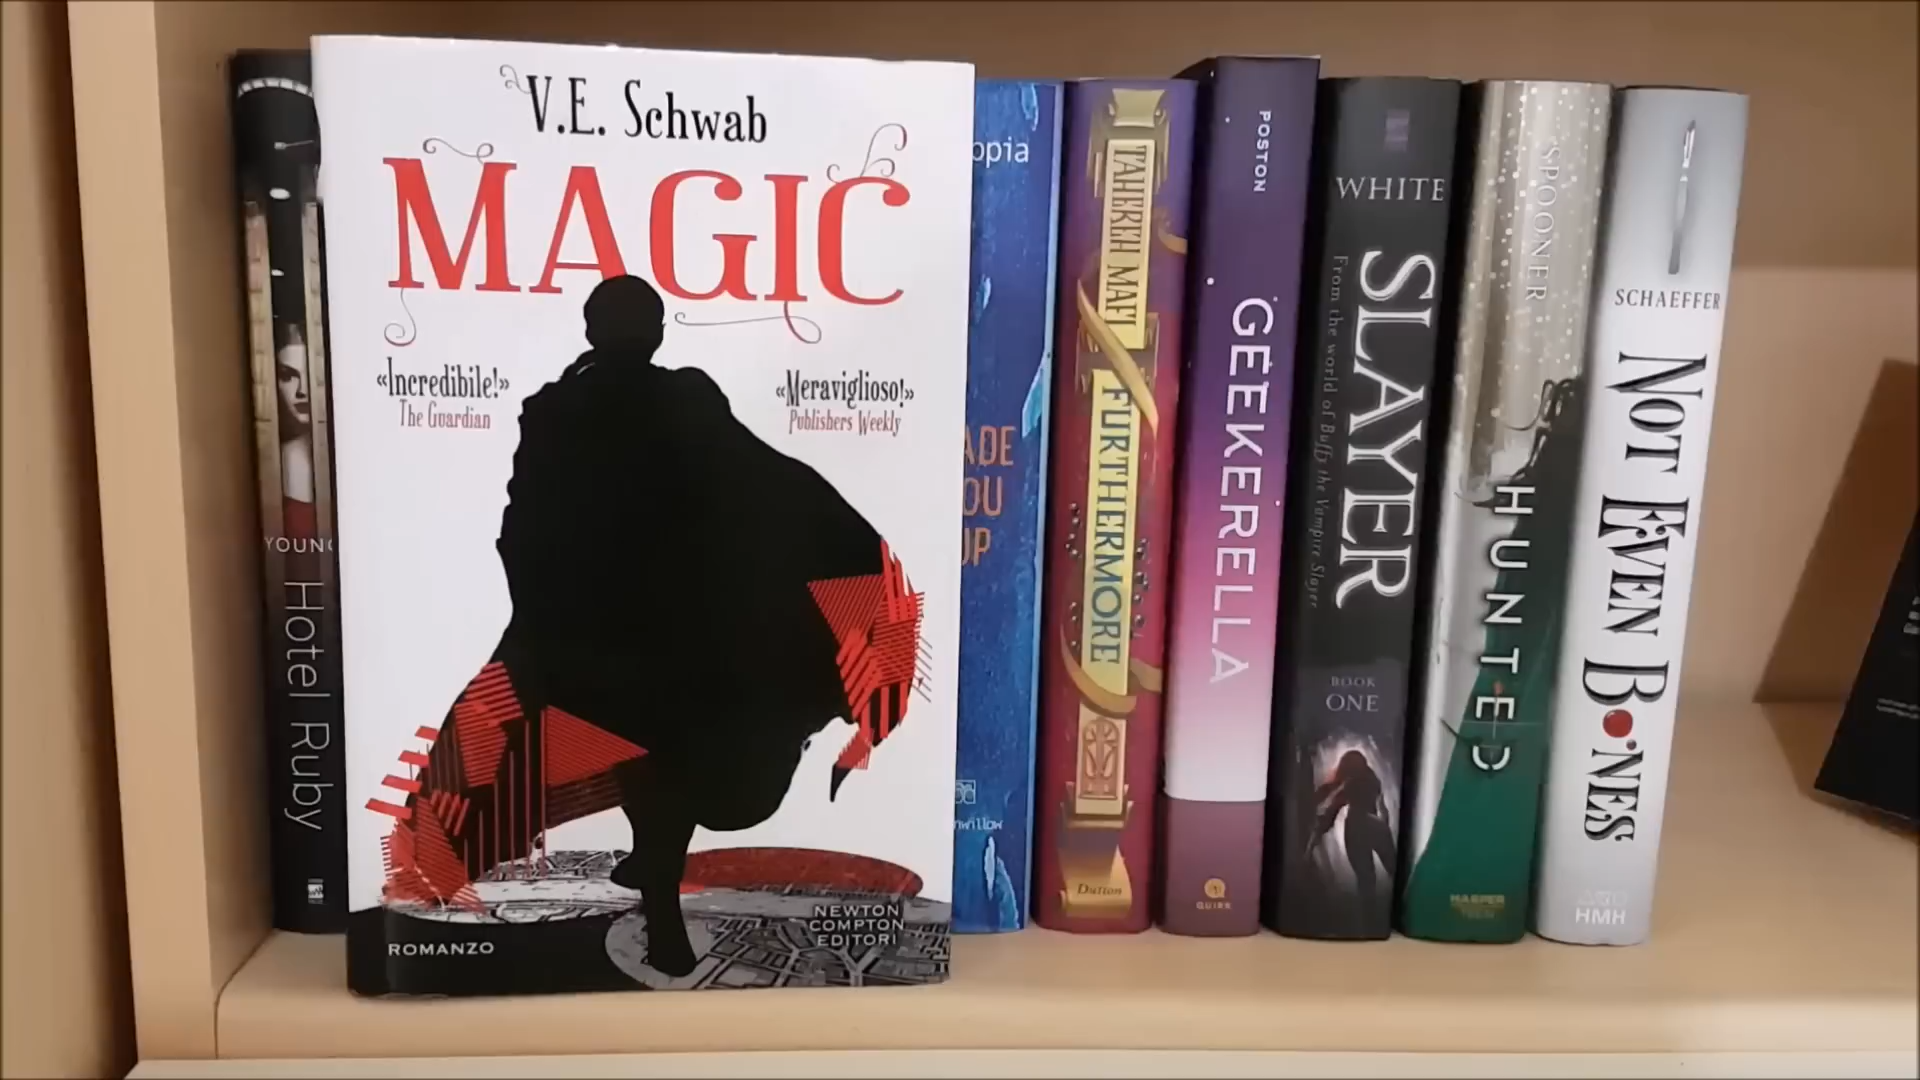 V.E. Schwab
MAGIC
«Incredibile!»
The Guardian
«Meraviglioso!»
Publishers Weekly
ROMANZO
NEWTON
COMPTON
EDITORI
YOUNG
Hotel Ruby
opia
ADE
OU
UP
nwillow
TAHEREH MAFI
FURTHERMORE
Dutton
POSTON
GEEKERELLA
QUIRK
WHITE
SLAYER
From the world of Buffy the Vampire Slayer
BOOK
ONE
SPOONER
HUNTED
HARPER
TEEN
SCHAEFFER
NOT EVEN BONES
HMH